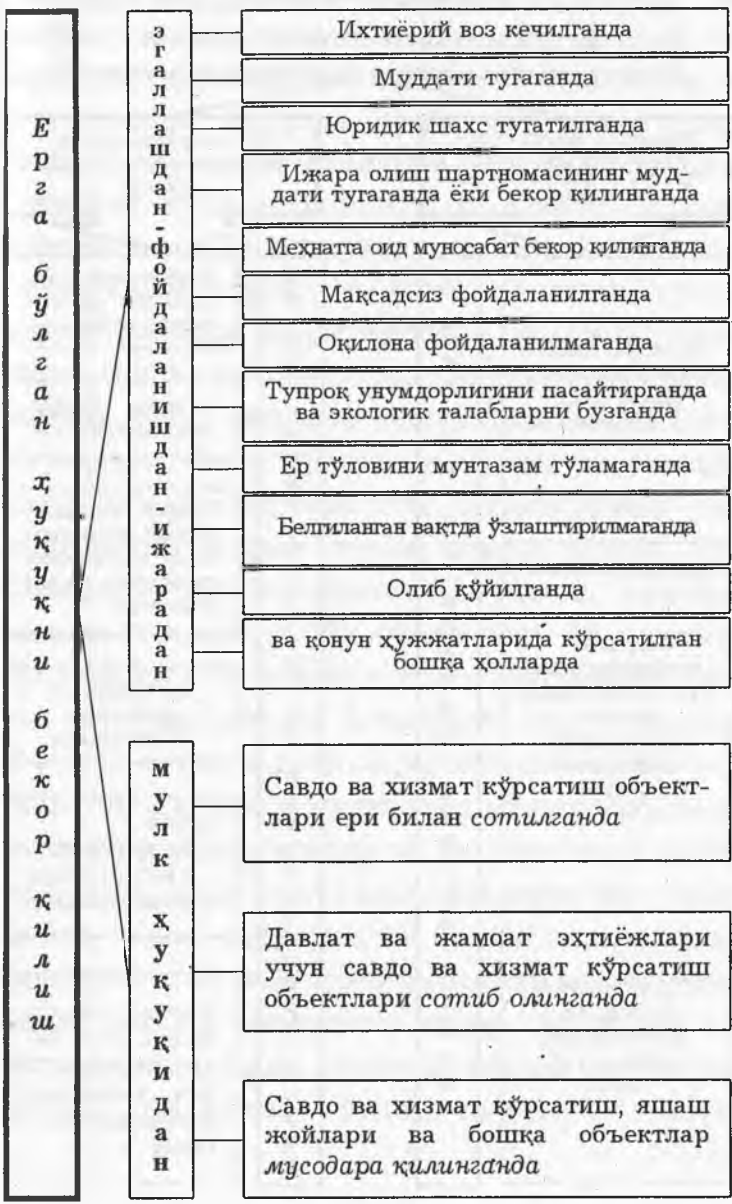 Ерга бўлган ҳуқуқни бекор қилиш
эгаллашдан-фойдаланишдан-ижарадан
Ихтиёрий воз кечилганда
Муддати тугаганда
Юридик шахс тугатилганда
Ижара олиш шартномасининг муд-
дати тугаганда ёки бекор қилинганда
Меҳнатга оид муносабат бекор қилинганда
Мақсадсиз фойдаланилганда
Оқилона фойдаланилмаганда
Тупроқ унумдорлигини пасайтирганда
ва экологик талабларни бузганда
Ер тўловини мунтазам тўламаганда
Белгиланган вақтда ўзлаштирилмаганда
Олиб қўйилганда
ва қонун ҳужжатларида кўрсатилган
бошқа ҳолларда
мулк ҳуқуқидан
Савдо ва хизмат кўрсатиш объект-
лари ери билан сотилганда
Давлат ва жамоат эҳтиёжлари
учун савдо ва хизмат кўрсатиш
объектлари сотиб олинганда
Савдо ва хизмат кўрсатиш, яшаш
жойлари ва бошқа объектлар
мусодара қилинганда